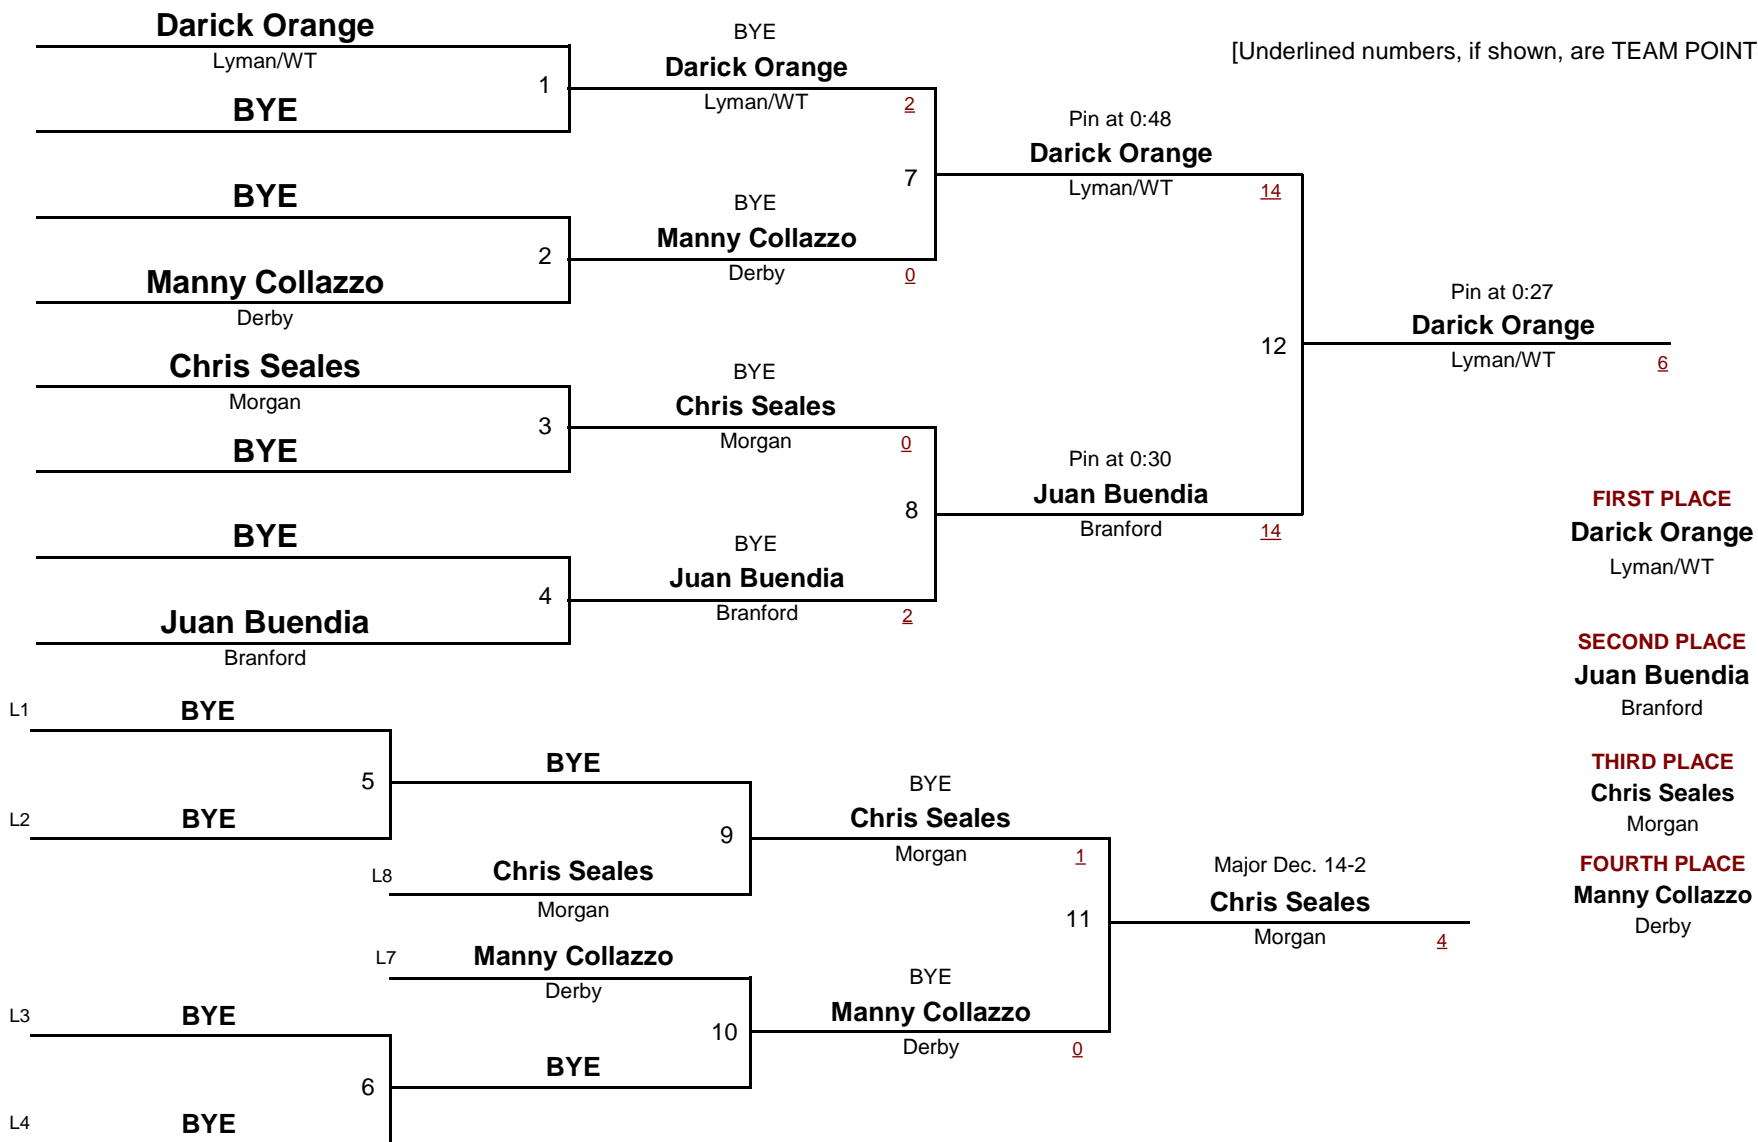 Darick Orange
Lyman/WT
1
BYE
BYE
2
Manny Collazzo
Derby
Chris Seales
Morgan
3
BYE
BYE
4
Juan Buendia
Branford
BYE
Darick Orange
Lyman/WT 2
7
BYE
Manny Collazzo
Derby 0
BYE
Chris Seales
Morgan 0
8
BYE
Juan Buendia
Branford 2
[Underlined numbers, if shown, are TEAM POINT
Pin at 0:48
Darick Orange
Lyman/WT 14
12
Pin at 0:30
Juan Buendia
Branford 14
Pin at 0:27
Darick Orange
Lyman/WT 6
FIRST PLACE
Darick Orange
Lyman/WT
SECOND PLACE
Juan Buendia
Branford
THIRD PLACE
Chris Seales
Morgan
FOURTH PLACE
Manny Collazzo
Derby
L1 BYE
5
L2 BYE
BYE
9
L8 Chris Seales
Morgan
L7 Manny Collazzo
Derby
10
BYE
L3 BYE
6
L4 BYE
BYE
Chris Seales
Morgan 1
11
BYE
Manny Collazzo
Derby 0
Major Dec. 14-2
Chris Seales
Morgan 4